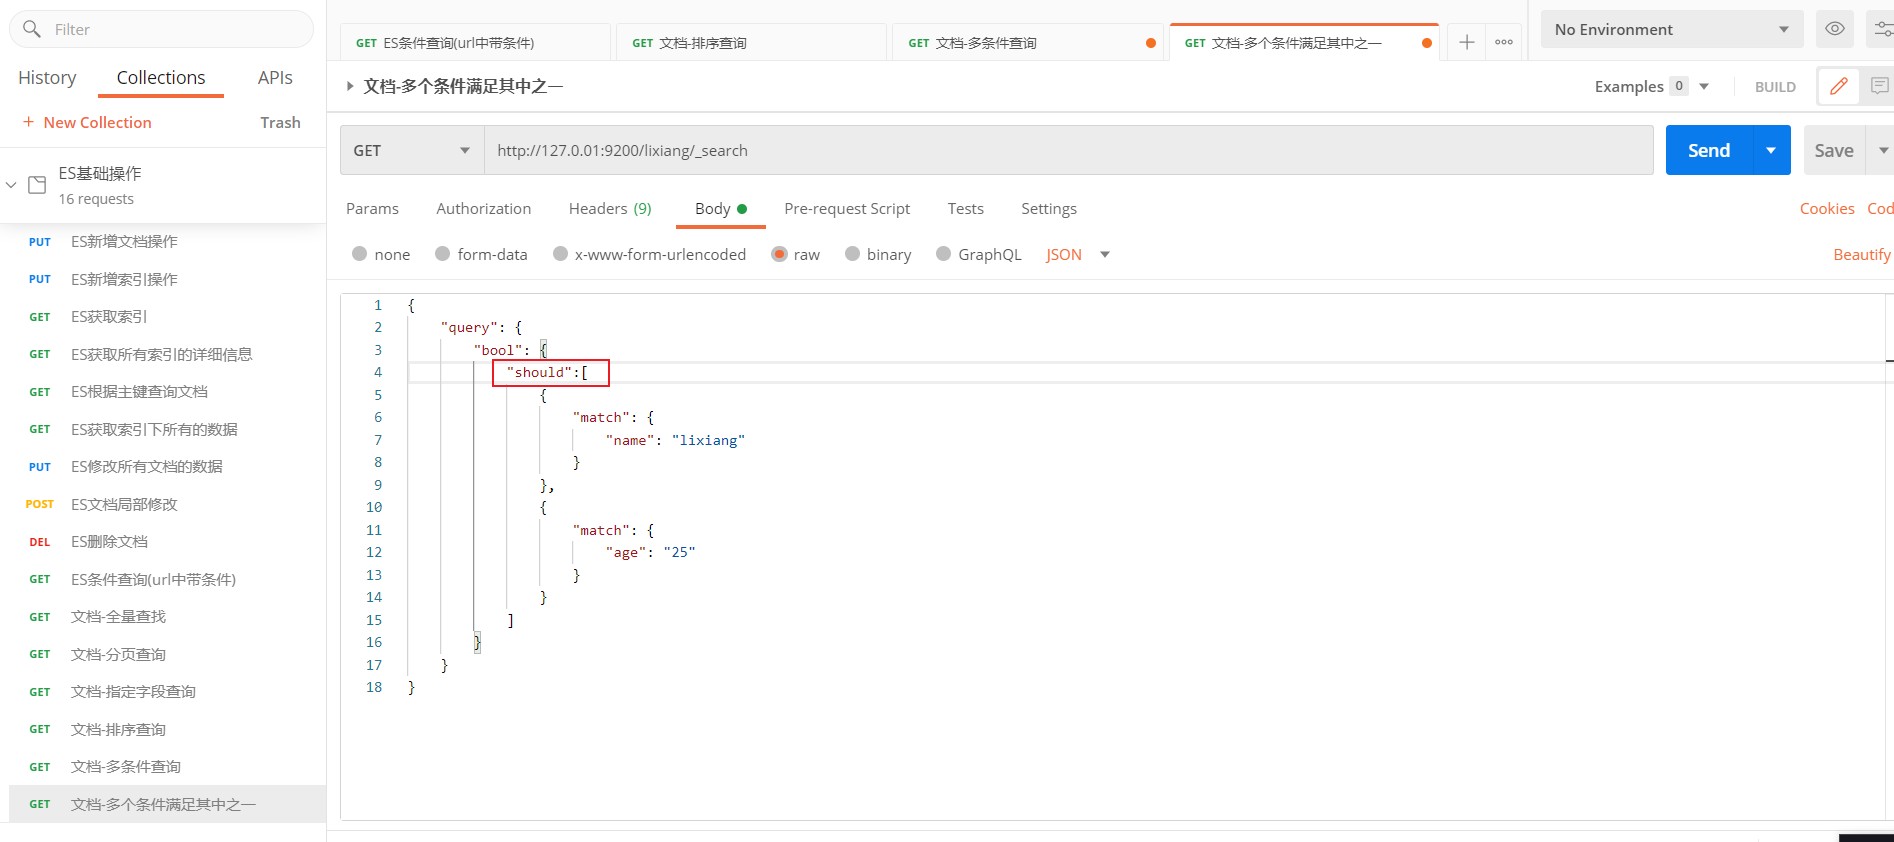 Filter
History
Collections
APIs
+ New Collection
Trash
ES基础操作
16 requests
PUT ES新增文档操作
PUT ES新增索引操作
GET ES获取索引
GET ES获取所有索引的详细信息
GET ES根据主键查询文档
GET ES获取索引下所有的数据
PUT ES修改所有文档的数据
POST ES文档局部修改
DEL ES删除文档
GET ES条件查询(url中带条件)
GET 文档-全量查找
GET 文档-分页查询
GET 文档-指定字段查询
GET 文档-排序查询
GET 文档-多条件查询
GET 文档-多个条件满足其中之一
GET ES条件查询(url中带条件)
GET 文档-排序查询
GET 文档-多条件查询
GET 文档-多个条件满足其中之一
No Environment
文档-多个条件满足其中之一
Examples 0
BUILD
GET
http://127.0.01:9200/lixiang/_search
Send
Save
Params
Authorization
Headers (9)
Body
Pre-request Script
Tests
Settings
Cookies
Cod
none
form-data
x-www-form-urlencoded
raw
binary
GraphQL
JSON
Beautify
1 {
2 "query": {
3 "bool": {
4 "should":[
5 {
6 "match": {
7 "name": "lixiang"
8 }
9 },
10 {
11 "match": {
12 "age": "25"
13 }
14 }
15 ]
16 }
17 }
18 }